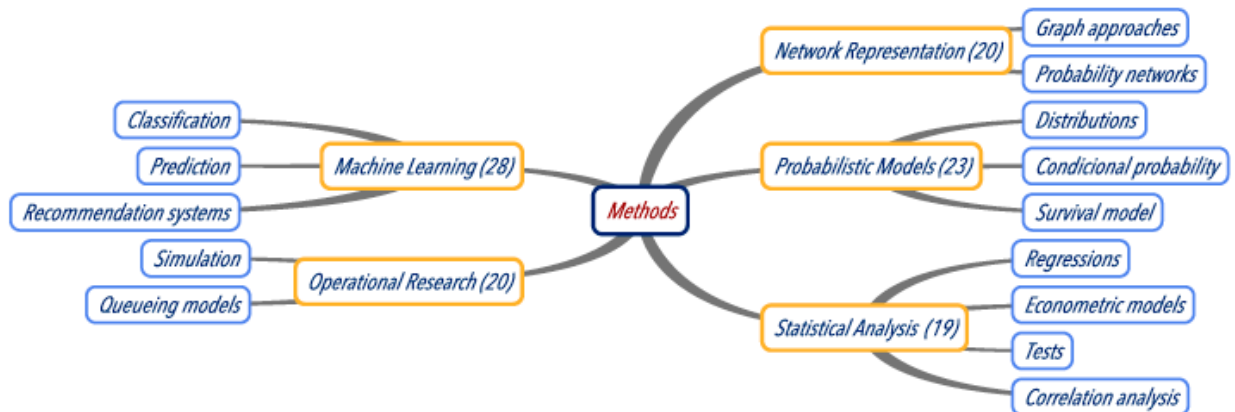 Methods
Machine Learning (28)
Classification
Prediction
Recommendation systems
Operational Research (20)
Simulation
Queueing models
Network Representation (20)
Graph approaches
Probability networks
Probabilistic Models (23)
Distributions
Condicional probability
Survival model
Statistical Analysis (19)
Regressions
Econometric models
Tests
Correlation analysis